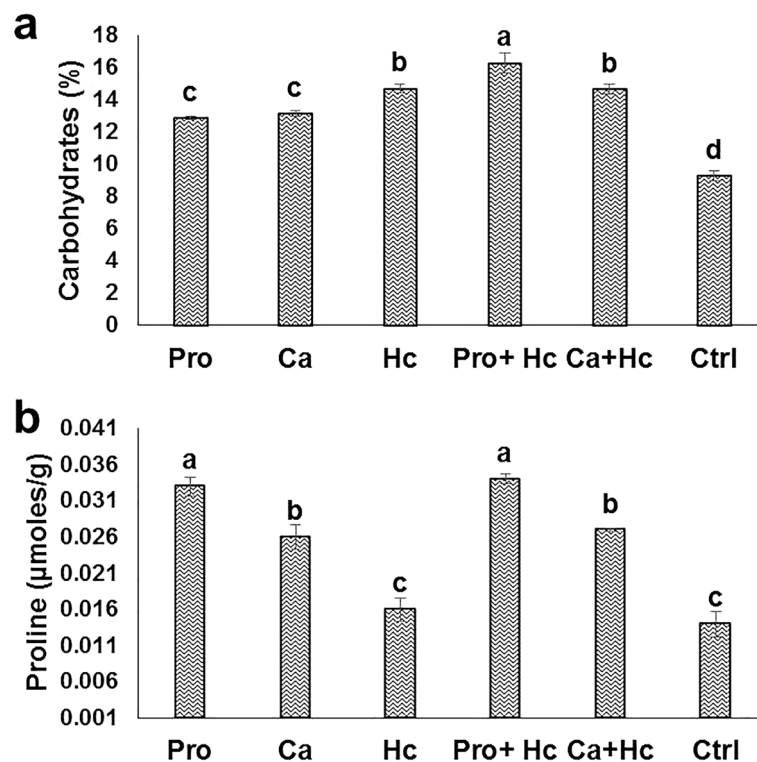 a
Carbohydrates (%)
18
16
14
12
10
8
6
4
2
0
c
c
b
a
b
d
Pro Ca Hc Pro+ Hc Ca+Hc Ctrl
b
Proline (µmoles/g)
0.041
0.036
0.031
0.026
0.021
0.016
0.011
0.006
0.001
a
b
c
a
b
c
Pro Ca Hc Pro+ Hc Ca+Hc Ctrl